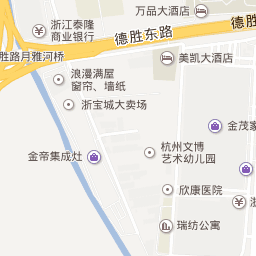 万品大酒店
浙江泰隆
商业银行
德胜东路
德胜
胜路月雅河桥
美凯大酒店
浪漫满屋
窗帘、墙纸
浙宝城大卖场
金茂家
杭州文博
艺术幼儿园
金帝集成灶
欣康医院
瑞纺公寓